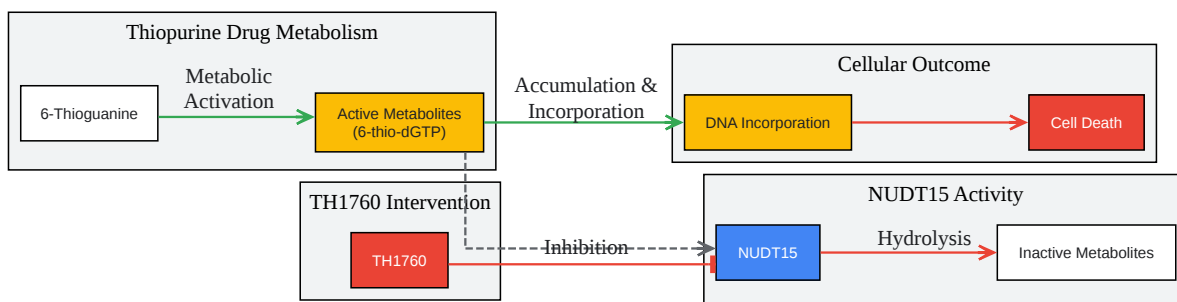 Thiopurine Drug Metabolism
Metabolic
Activation
6-Thioguanine
Active Metabolites
(6-thio-dGTP)
Accumulation &
Incorporation
Cellular Outcome
DNA Incorporation
Cell Death
TH1760 Intervention
TH1760
Inhibition
NUDT15 Activity
NUDT15
Hydrolysis
Inactive Metabolites